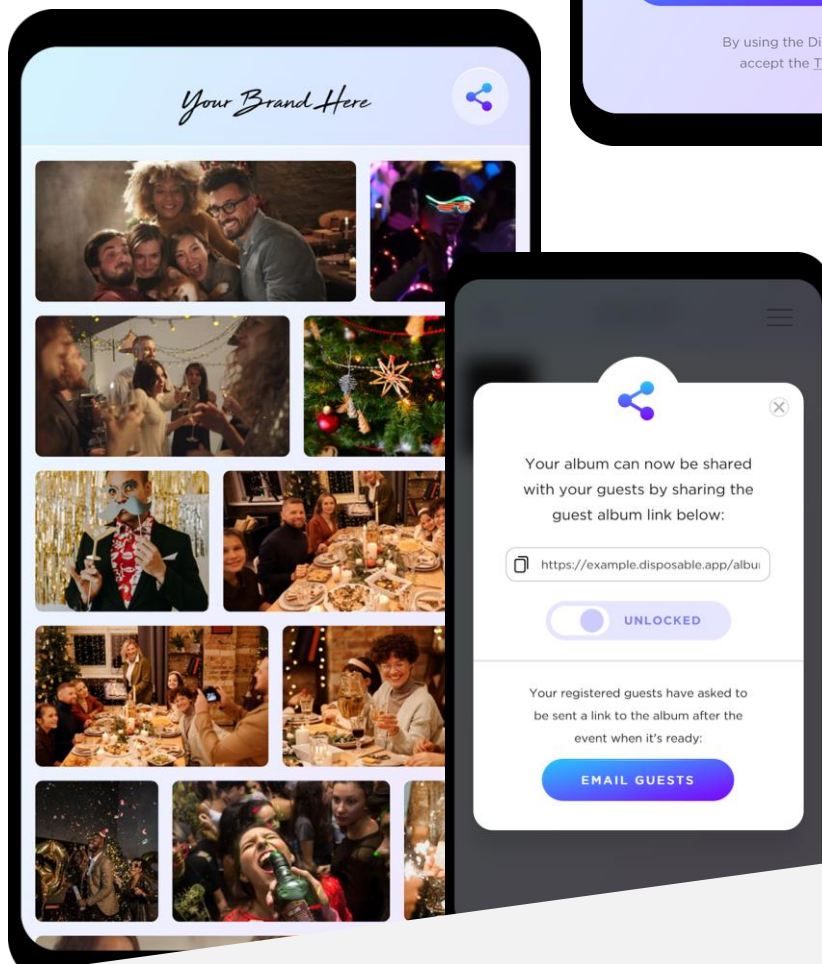 By using the Di
accept the T
Your Brand Here
Your album can now be shared
with your guests by sharing the
guest album link below:
https://example.disposable.app/albu
UNLOCKED
Your registered guests have asked to
be sent a link to the album after the
event when it's ready:
EMAIL GUESTS